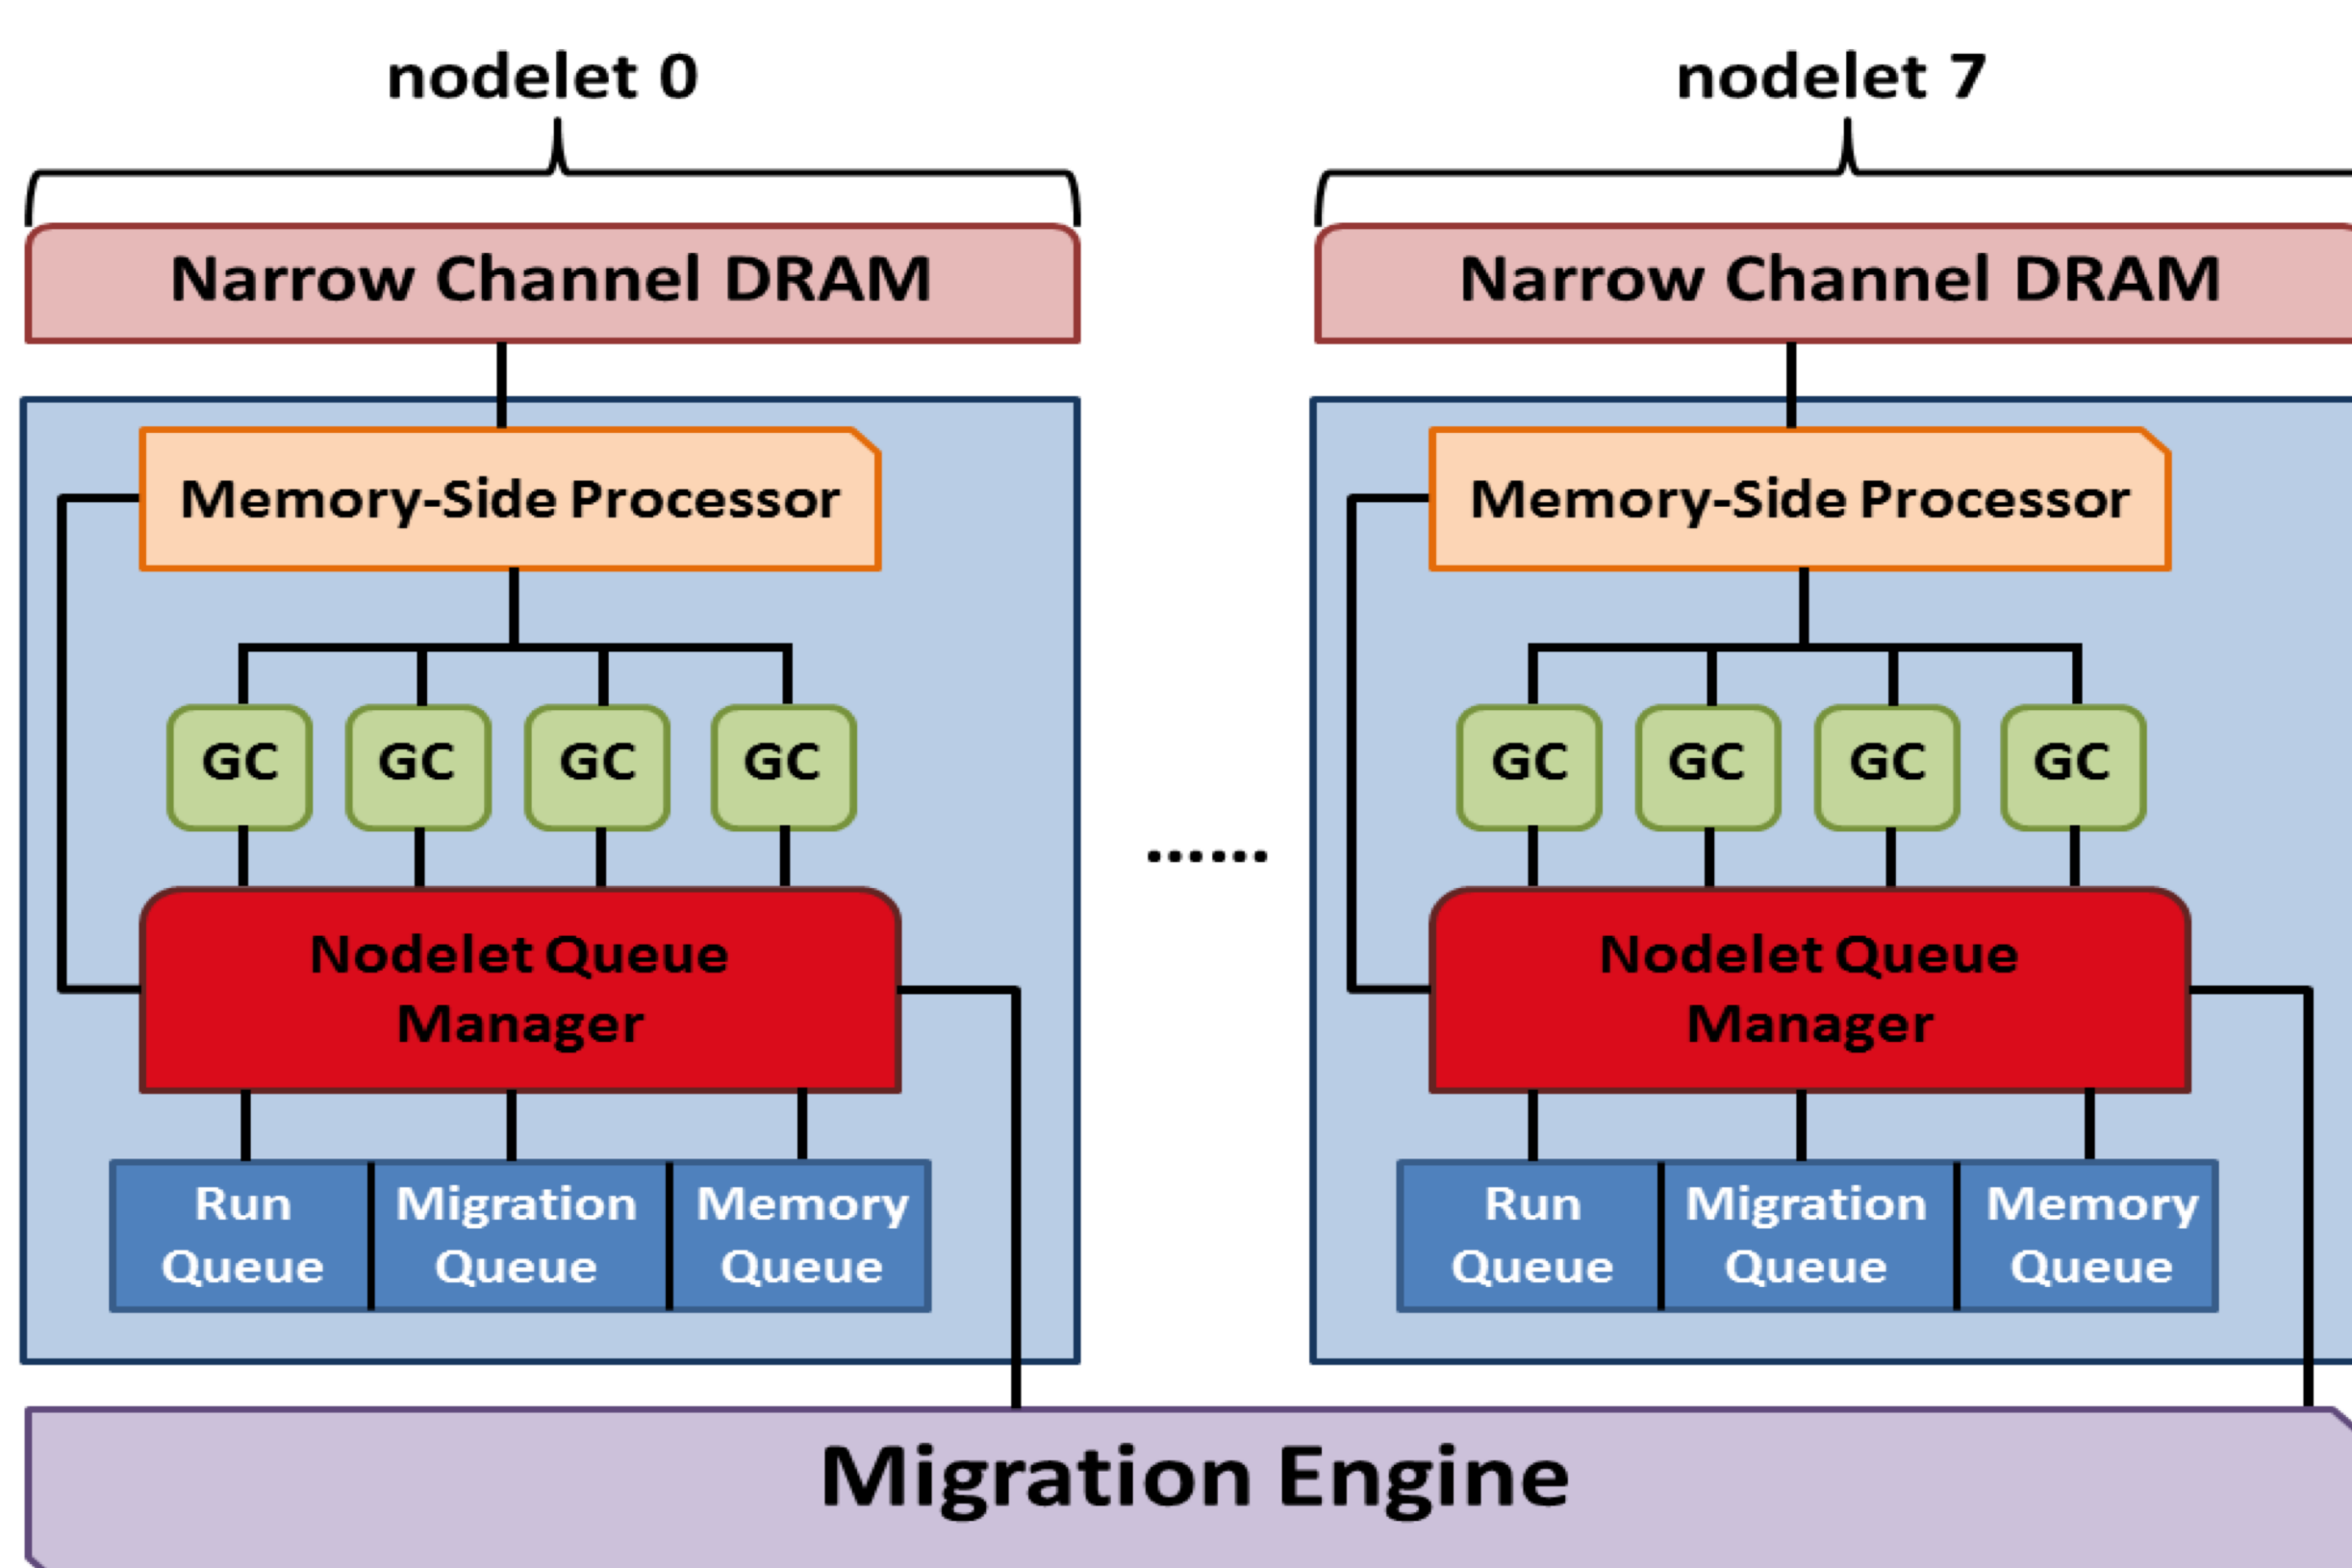 nodelet 0
Narrow Channel DRAM
Memory-Side Processor
GC GC GC GC
Nodelet Queue
Manager
Run Migration Memory
Queue Queue Queue
......
nodelet 7
Narrow Channel DRAM
Memory-Side Processor
GC GC GC GC
Nodelet Queue
Manager
Run Migration Memory
Queue Queue Queue
Migration Engine